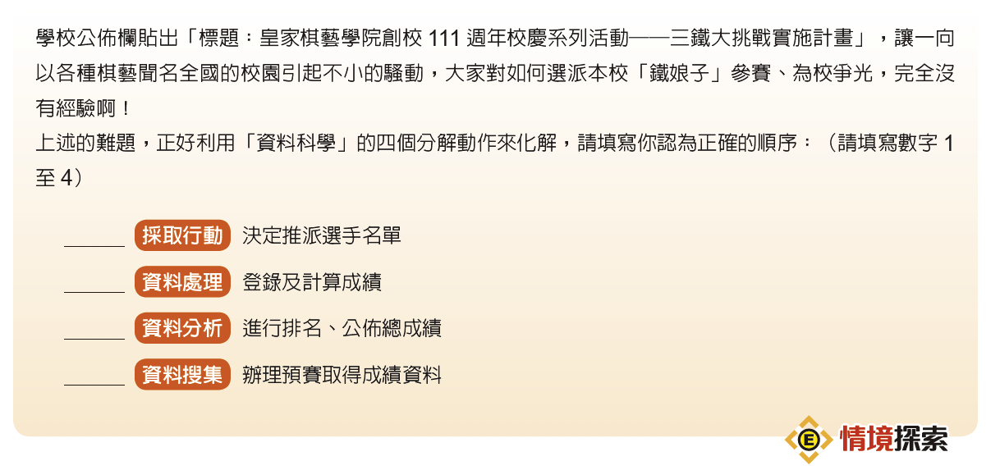 學校公佈欄貼出「標題：皇家棋藝學院創校 111 週年校慶系列活動——三鐵大挑戰實施計畫」，讓一向
以各種棋藝聞名全國的校園引起不小的騷動，大家對如何選派本校「鐵娘子」參賽、為校爭光，完全沒
有經驗啊！
上述的難題，正好利用「資料科學」的四個分解動作來化解，請填寫你認為正確的順序：（請填寫數字 1
至 4）
______ 採取行動 決定推派選手名單
______ 資料處理 登錄及計算成績
______ 資料分析 進行排名、公佈總成績
______ 資料搜集 辦理預賽取得成績資料
E 情境探索